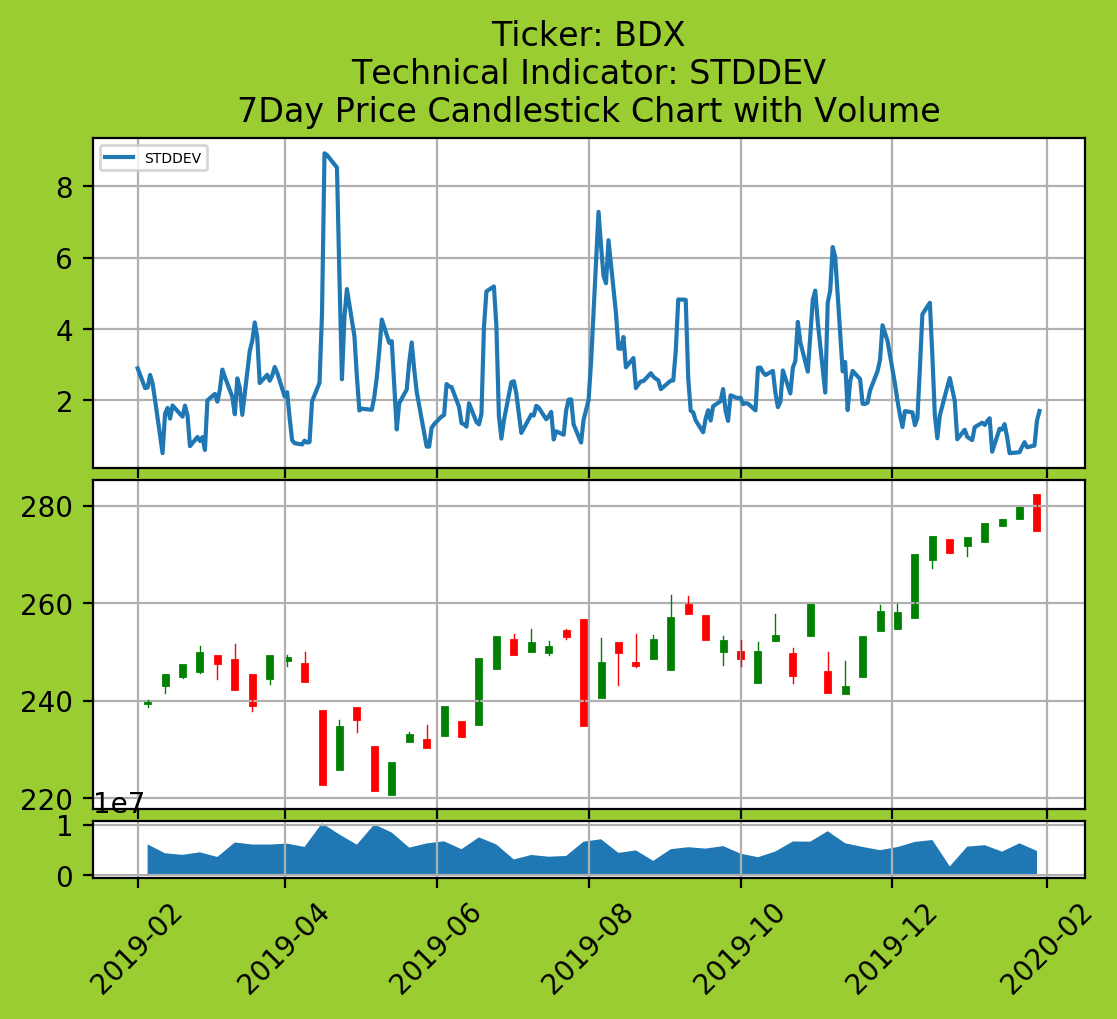 Ticker: BDX
Technical Indicator: STDDEV
7Day Price Candlestick Chart with Volume
STDDEV
8
6
4
2
280
260
240
220
1e7
1
0
2019-02 2019-04 2019-06 2019-08 2019-10 2019-12 2020-02